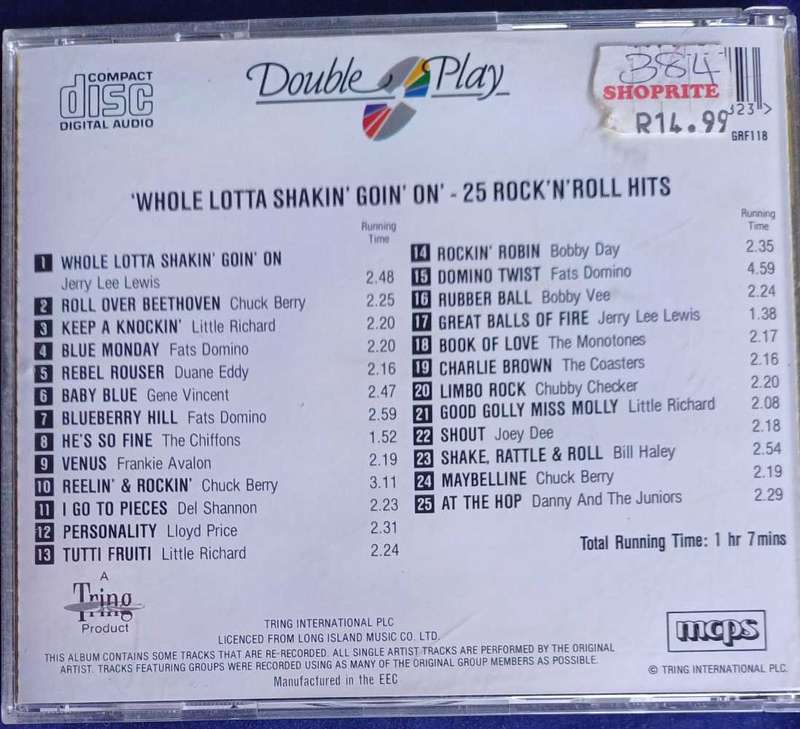 COMPACT
disc
DIGITAL AUDIO
Double Play
384
SHOPRITE
R14.99
323 >
GRF118
'WHOLE LOTTA SHAKIN' GOIN' ON' - 25 ROCK'N'ROLL HITS
Running
Time
1 WHOLE LOTTA SHAKIN' GOIN' ON
Jerry Lee Lewis 2.48
2 ROLL OVER BEETHOVEN Chuck Berry 2.25
3 KEEP A KNOCKIN' Little Richard 2.20
4 BLUE MONDAY Fats Domino 2.20
5 REBEL ROUSER Duane Eddy 2.16
6 BABY BLUE Gene Vincent 2.47
7 BLUEBERRY HILL Fats Domino 2.59
8 HE'S SO FINE The Chiffons 1.52
9 VENUS Frankie Avalon 2.19
10 REELIN' & ROCKIN' Chuck Berry 3.11
11 I GO TO PIECES Del Shannon 2.23
12 PERSONALITY Lloyd Price 2.31
13 TUTTI FRUITI Little Richard 2.24
Running
Time
14 ROCKIN' ROBIN Bobby Day 2.35
15 DOMINO TWIST Fats Domino 4.59
16 RUBBER BALL Bobby Vee 2.24
17 GREAT BALLS OF FIRE Jerry Lee Lewis 1.38
18 BOOK OF LOVE The Monotones 2.17
19 CHARLIE BROWN The Coasters 2.16
20 LIMBO ROCK Chubby Checker 2.20
21 GOOD GOLLY MISS MOLLY Little Richard 2.08
22 SHOUT Joey Dee 2.18
23 SHAKE, RATTLE & ROLL Bill Haley 2.54
24 MAYBELLINE Chuck Berry 2.19
25 AT THE HOP Danny And The Juniors 2.29
Total Running Time: 1 hr 7mins
A
Tring
Product
TRING INTERNATIONAL PLC
LICENCED FROM LONG ISLAND MUSIC CO. LTD.
THIS ALBUM CONTAINS SOME TRACKS THAT ARE RE-RECORDED. ALL SINGLE ARTIST TRACKS ARE PERFORMED BY THE ORIGINAL
ARTIST. TRACKS FEATURING GROUPS WERE RECORDED USING AS MANY OF THE ORIGINAL GROUP MEMBERS AS POSSIBLE.
Manufactured in the EEC
mcps
© TRING INTERNATIONAL PLC.